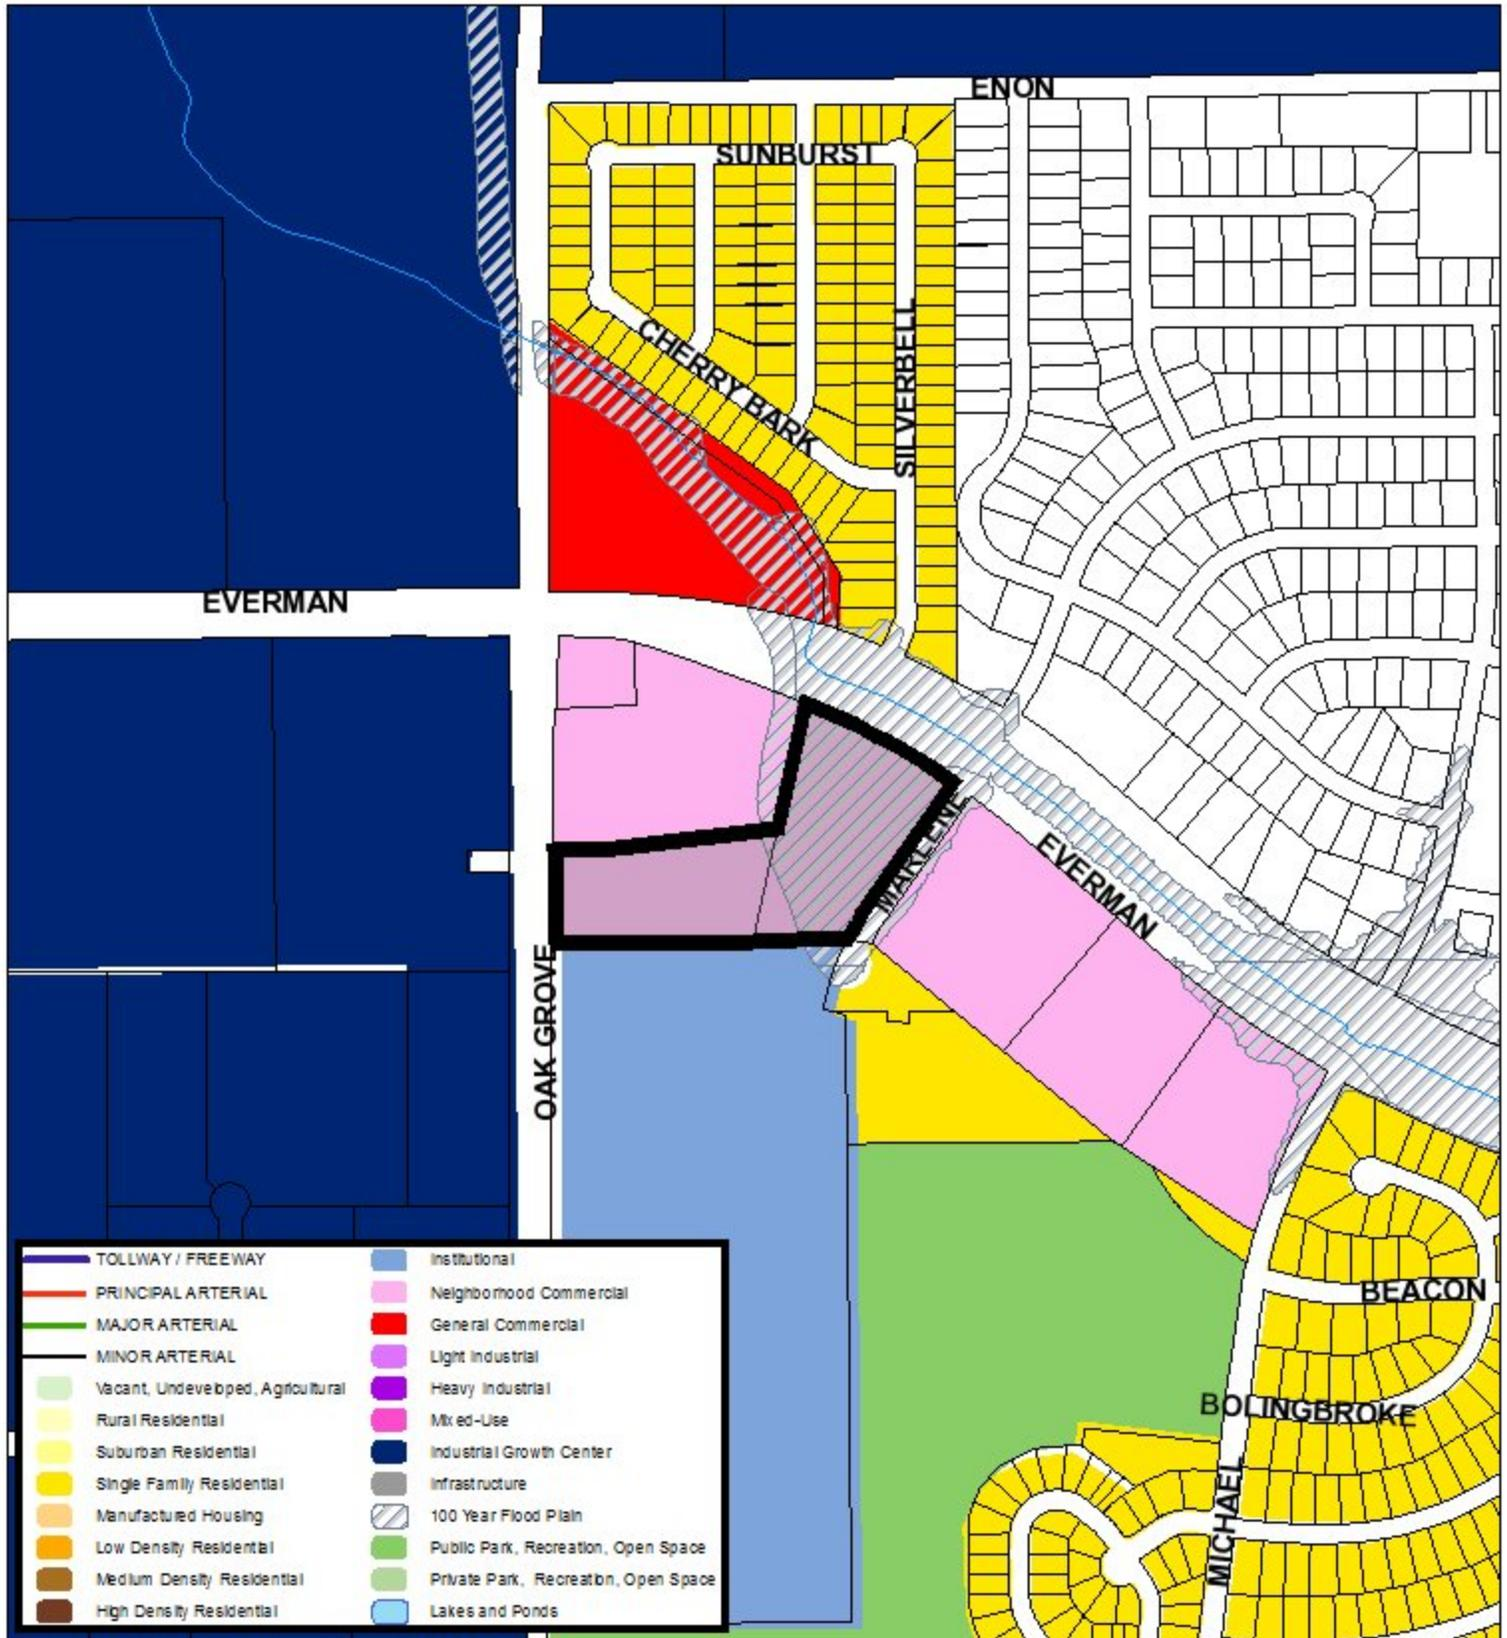 ENON
SUNBURST
CHERRY BARK
SILVERBELL
EVERMAN
MARLENE
EVERMAN
OAK GROVE
BEACON
BOLINGBROKE
MICHAEL
TOLLWAY / FREEWAY
PRINCIPAL ARTERIAL
MAJOR ARTERIAL
MINOR ARTERIAL
Vacant, Undeveloped, Agricultural
Rural Residential
Suburban Residential
Single Family Residential
Manufactured Housing
Low Density Residential
Medium Density Residential
High Density Residential
Institutional
Neighborhood Commercial
General Commercial
Light Industrial
Heavy Industrial
Mixed-Use
Industrial Growth Center
Infrastructure
100 Year Flood Plain
Public Park, Recreation, Open Space
Private Park, Recreation, Open Space
Lakes and Ponds